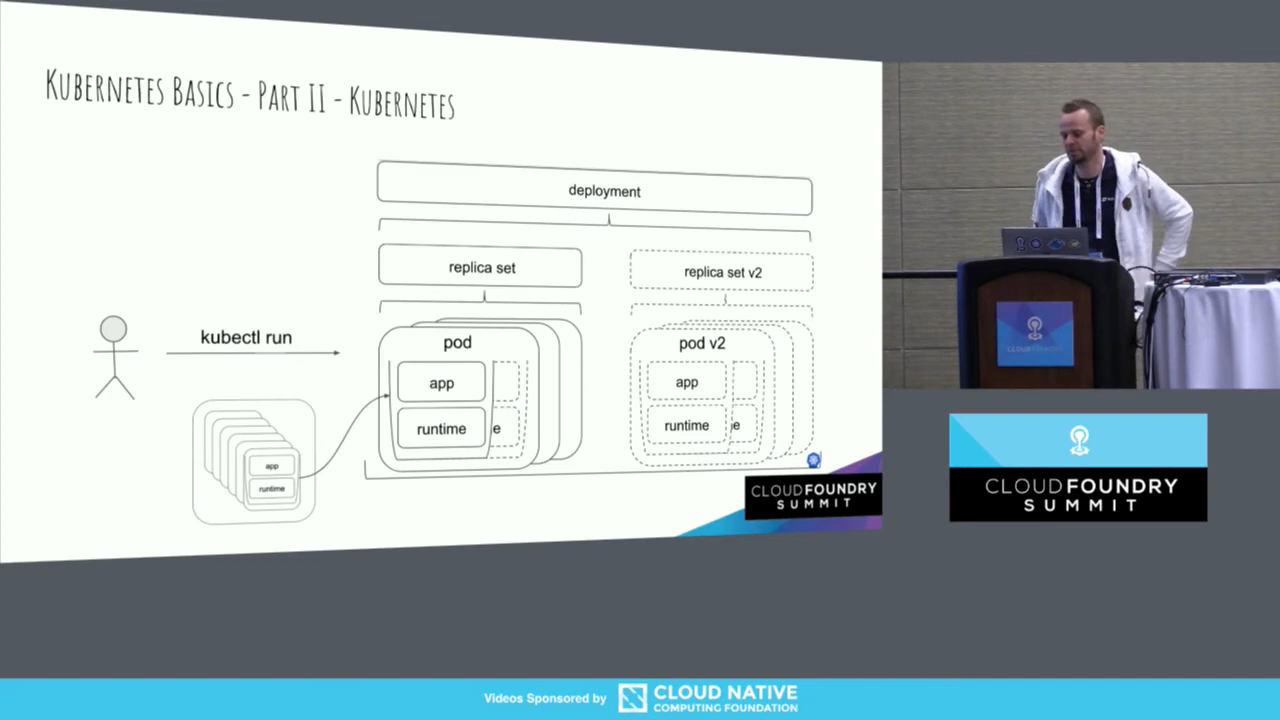 KUBERNETES BASICS - PART II - KUBERNETES
deployment
replica set
replica set v2
kubectl run
pod
pod v2
app
app
runtime
e
runtime
e
app
runtime
CLOUDFOUNDRY
SUMMIT
CLOUDFOUNDRY
CLOUDFOUNDRY
SUMMIT
Videos Sponsored by
CLOUD NATIVE
COMPUTING FOUNDATION